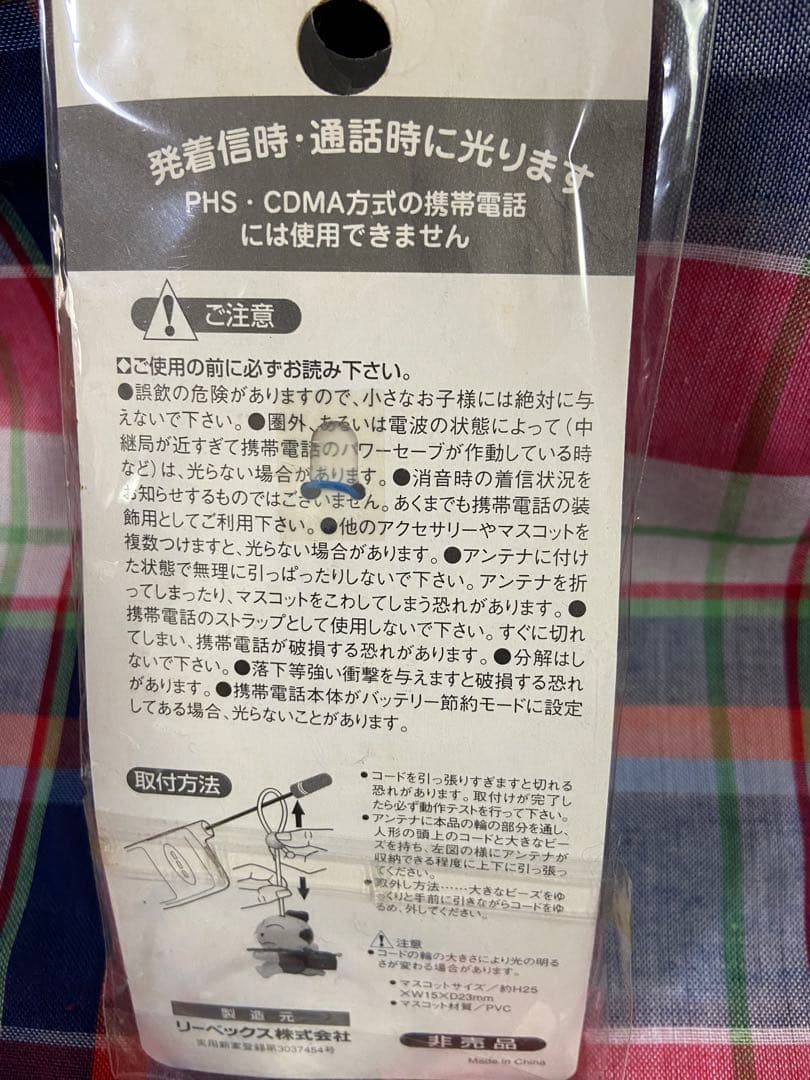 発着信時・通話時に光ります
PHS・CDMA方式の携帯電話
には使用できません
ご注意
ご使用の前に必ずお読み下さい。
●誤飲の危険がありますので、小さなお子様には絶対に与
えないで下さい。●圏外、あるいは電波の状態によって(中
継局が近すぎて携帯電話のパワーセーブが作動している時
など)は、光らない場合があります。●消音時の着信状況を
お知らせするものではございません。あくまでも携帯電話の装
飾用としてご利用下さい。●他のアクセサリーやマスコットを
複数つけますと、光らない場合があります。●アンテナに付け
た状態で無理に引っぱったりしないで下さい。アンテナを折
ってしまったり、マスコットをこわしてしまう恐れがあります。●
携帯電話のストラップとして使用しないで下さい。すぐに切れ
てしまい、携帯電話が破損する恐れがあります。●分解はし
ないで下さい。●落下等強い衝撃を与えますと破損する恐れ
があります。●携帯電話本体がバッテリー節約モードに設定
してある場合、光らないことがあります。
取付方法
●コードを引っ張りすぎますと切れる
恐れがあります。取付けが完了し
たら必ず動作テストを行って下さい。
●アンテナに本品の輪の部分を通し、
人形の頭上のコードと大きなビー
ズを持ち、左図の様にアンテナが
収納できる程度に上下に引っ張っ
てください。
●取外し方法……大きなビーズをゆ
っくりと手前に引きながらコードをゆ
るめ、外してください。
注意
●コードの輪の大きさにより光の明る
さが変わる場合があります。
●マスコットサイズ/約H25
×W15×D23mm
●マスコット材質/PVC
製造元
リーベックス株式会社
実用新案登録第3037454号
非売品
Made in China